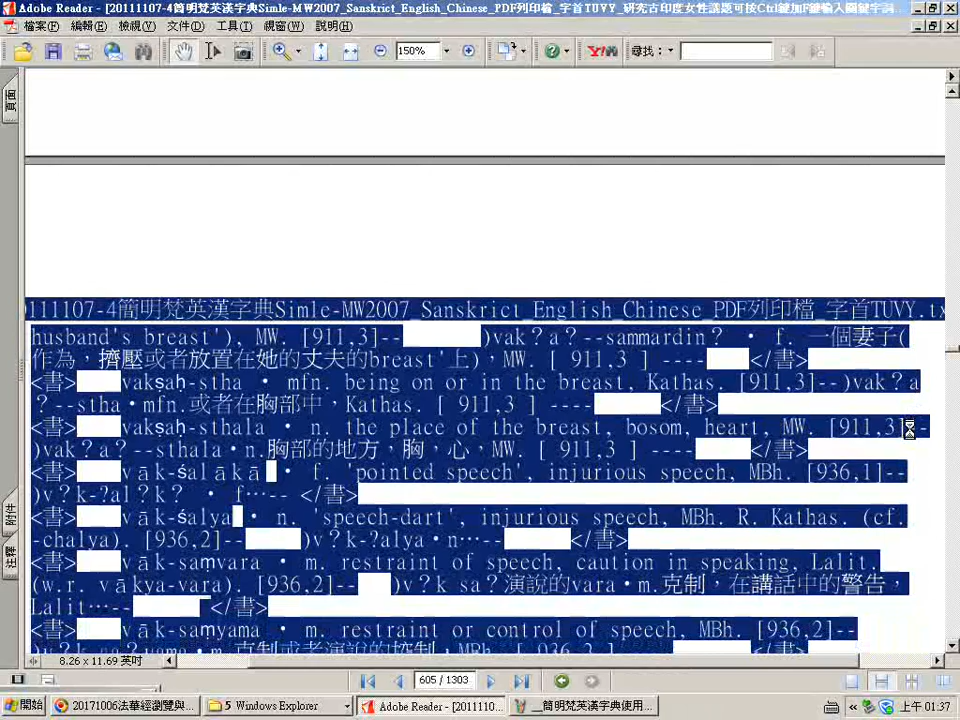 Adobe Reader - [20111107-4簡明梵英漢字典Simle-MW2007_Sanskrict_English_Chinese_PDF列印檔_字首TUVY_研究古印度女性議題可按Ctrl鍵加F鍵輸入關鍵字詞
檔案(F) 編輯(E) 檢視(V) 文件(D) 工具(T) 視窗(W) 說明(H)
150% Y! 尋找:
頁面
附件
注釋
111107-4簡明梵英漢字典Simle-MW2007_Sanskrict_English_Chinese_PDF列印檔_字首TUVY.tx
husband's breast'), MW. [911,3]-- )vak?a?--sammardin? · f. 一個妻子(
作為，擠壓或者放置在她的丈夫的breast'上)，MW. [ 911,3 ] ---- </書>
<書> vakṣaḥ-stha · mfn. being on or in the breast, Kathas. [911,3]--)vak?a
?--stha·mfn.或者在胸部中，Kathas. [ 911,3 ] ---- </書>
<書> vakṣaḥ-sthala · n. the place of the breast, bosom, heart, MW. [911,3]--
)vak?a?--sthala·n.胸部的地方，胸，心，MW. [ 911,3 ] ---- </書>
<書> vāk-śalākā · f. 'pointed speech', injurious speech, MBh. [936,1]--
)v?k-?al?k? · f…-- </書>
<書> vāk-śalya · n. 'speech-dart', injurious speech, MBh. R. Kathas. (cf.
-chalya). [936,2]-- )v?k-?alya·n…-- </書>
<書> vāk-saṃvara · m. restraint of speech, caution in speaking, Lalit.
(w.r. vākya-vara). [936,2]-- )v?k sa?演說的vara·m.克制，在講話中的警告，
Lalit…-- </書>
<書> vāk-saṃyama · m. restraint or control of speech, MBh. [936,2]--
8.26 x 11.69 英吋
605 / 1303
開始 20171006法華經瀏覽與... 5 Windows Explorer Adobe Reader - [2011110... __簡明梵英字典使用... 上午 01:37